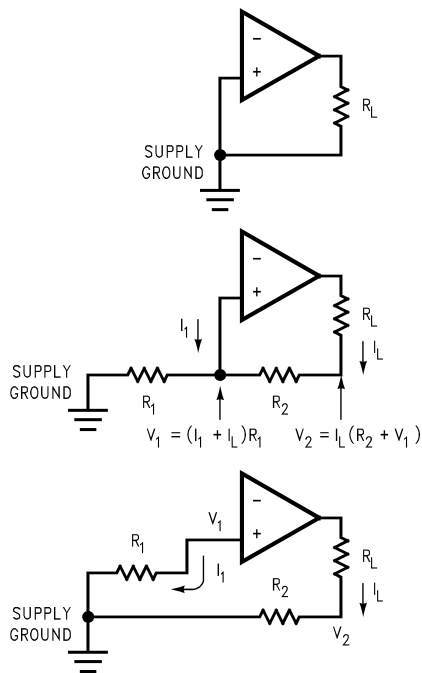 −
+
RL
SUPPLY
GROUND
−
+
I1
RL
IL
SUPPLY
GROUND
R1
R2
V1 = (I1 + IL)R1
V2 = IL(R2 + V1)
−
+
V1
R1
I1
RL
IL
R2
SUPPLY
GROUND
V2